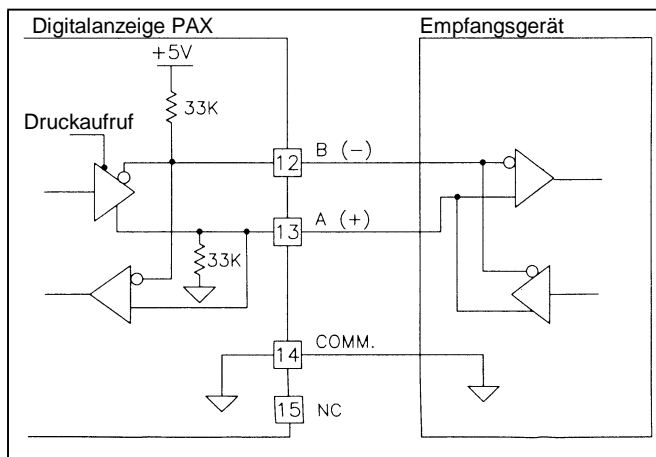 Digitalanzeige PAX
Empfangsgerät
+5V
33K
Druckaufruf
12
B (-)
13
A (+)
33K
14
COMM.
15
NC